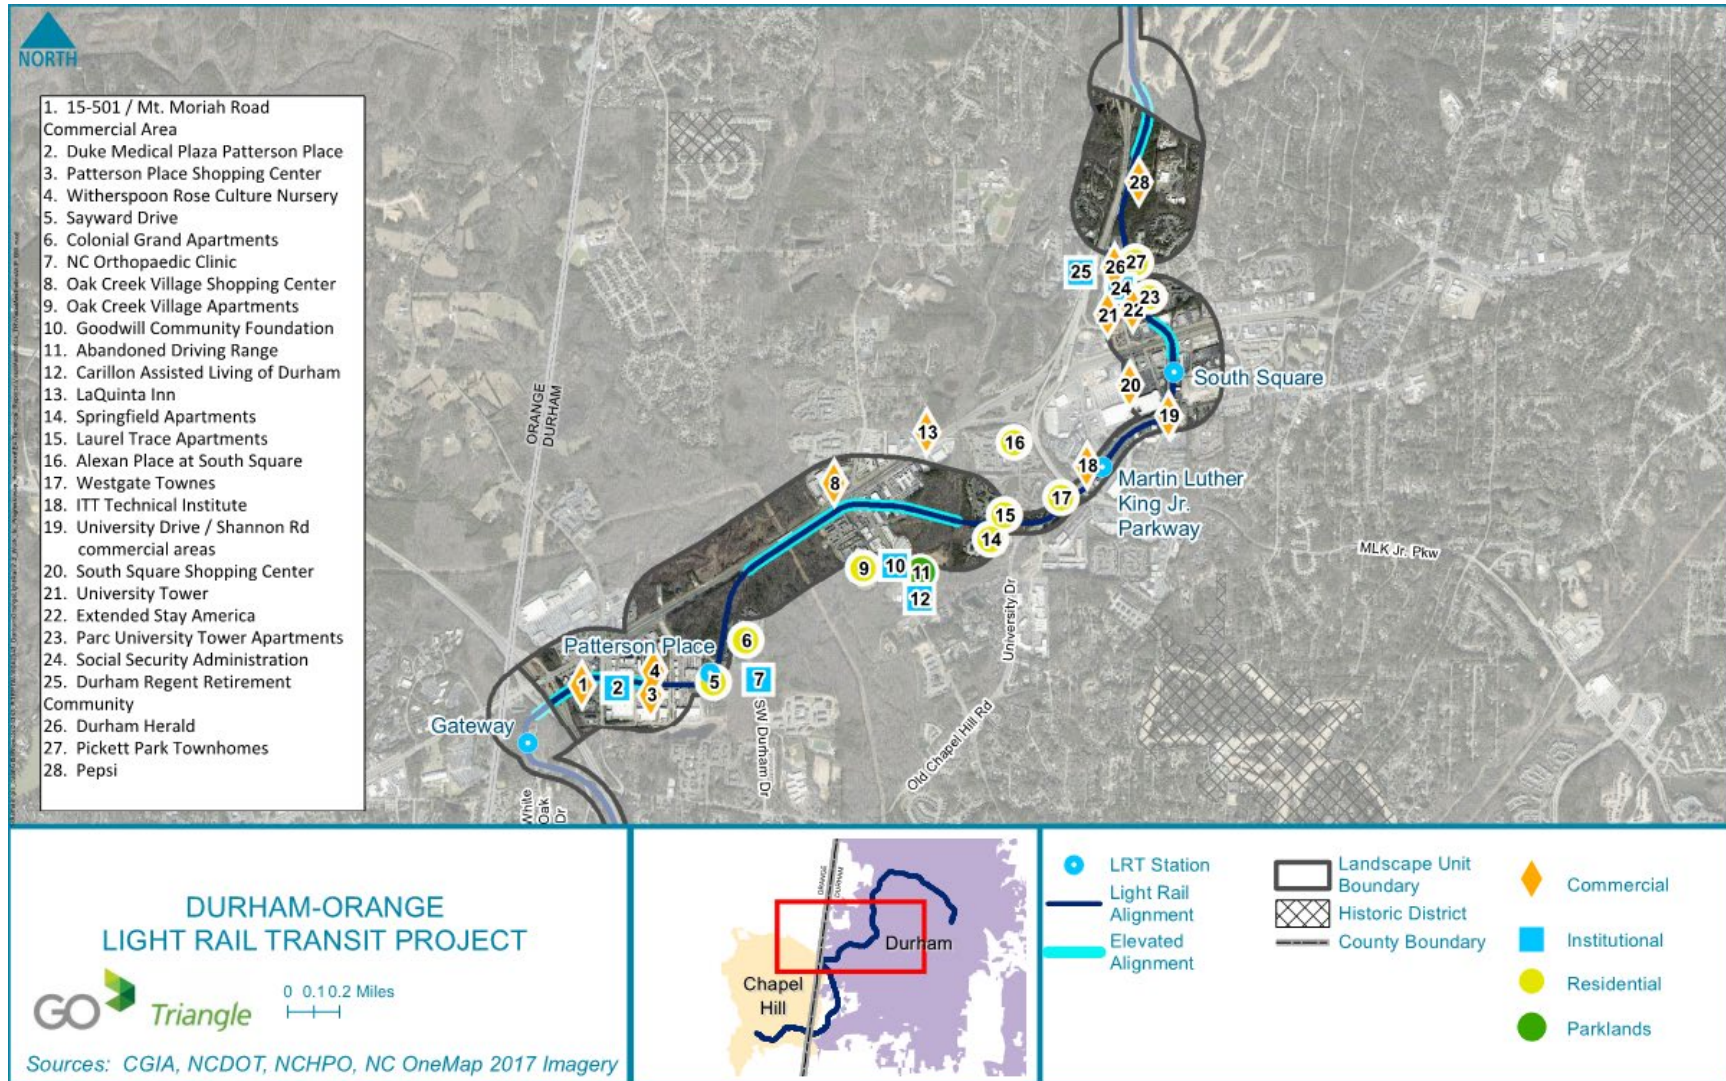 NORTH
1. 15-501 / Mt. Moriah Road
Commercial Area
2. Duke Medical Plaza Patterson Place
3. Patterson Place Shopping Center
4. Witherspoon Rose Culture Nursery
5. Sayward Drive
6. Colonial Grand Apartments
7. NC Orthopaedic Clinic
8. Oak Creek Village Shopping Center
9. Oak Creek Village Apartments
10. Goodwill Community Foundation
11. Abandoned Driving Range
12. Carillon Assisted Living of Durham
13. LaQuinta Inn
14. Springfield Apartments
15. Laurel Trace Apartments
16. Alexan Place at South Square
17. Westgate Townes
18. ITT Technical Institute
19. University Drive / Shannon Rd
commercial areas
20. South Square Shopping Center
21. University Tower
22. Extended Stay America
23. Parc University Tower Apartments
24. Social Security Administration
25. Durham Regent Retirement
Community
26. Durham Herald
27. Pickett Park Townhomes
28. Pepsi
ORANGE
DURHAM
28
25
26
27
24
23
21
22
20
South Square
19
13
16
18
Martin Luther
King Jr.
Parkway
8
17
15
14
MLK Jr. Pkw
9
10
11
12
University Dr
6
Patterson Place
4
1
2
3
5
7
Gateway
SW Durham Dr
Old Chapel Hill Rd
White
Oak
Dr
DURHAM-ORANGE
LIGHT RAIL TRANSIT PROJECT
GO Triangle
0 0.1 0.2 Miles
Sources: CGIA, NCDOT, NCHPO, NC OneMap 2017 Imagery
ORANGE
DURHAM
Durham
Chapel
Hill
LRT Station
Light Rail
Alignment
Elevated
Alignment
Landscape Unit
Boundary
Historic District
County Boundary
Commercial
Institutional
Residential
Parklands